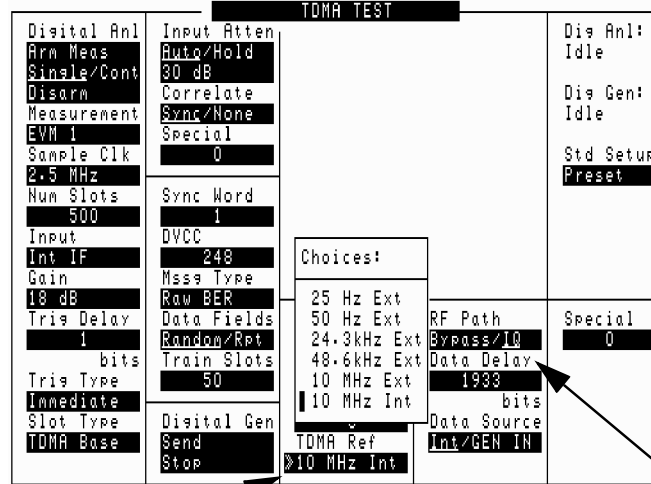 TDMA TEST
Digital Anl
Arm Meas
Single/Cont
Disarm
Measurement
EVM 1
Sample Clk
2.5 MHz
Num Slots
500
Input
Int IF
Gain
18 dB
Trig Delay
1
bits
Trig Type
Immediate
Slot Type
TDMA Base
Input Atten
Auto/Hold
30 dB
Correlate
Sync/None
Special
0
Sync Word
1
DVCC
248
Mssg Type
Raw BER
Data Fields
Random/Rpt
Train Slots
50
Digital Gen
Send
Stop
Choices:
25 Hz Ext
50 Hz Ext
24.3kHz Ext
48.6kHz Ext
10 MHz Ext
10 MHz Int
TDMA Ref
10 MHz Int
RF Path
Bypass/IQ
Data Delay
1933
bits
Data Source
Int/GEN IN
Dig Anl:
Idle
Dig Gen:
Idle
Std Setup
Preset
Special
0